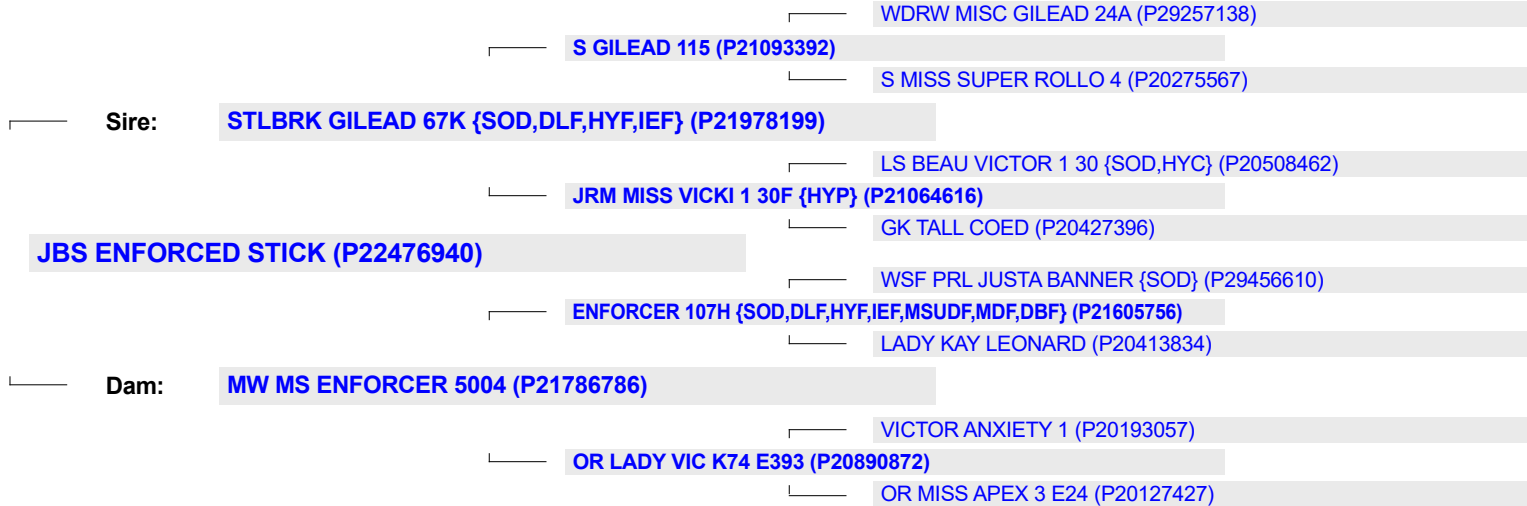 WDRW MISC GILEAD 24A (P29257138)
S GILEAD 115 (P21093392)
S MISS SUPER ROLLO 4 (P20275567)
Sire: STLBRK GILEAD 67K {SOD,DLF,HYF,IEF} (P21978199)
LS BEAU VICTOR 1 30 {SOD,HYC} (P20508462)
JRM MISS VICKI 1 30F {HYP} (P21064616)
GK TALL COED (P20427396)
JBS ENFORCED STICK (P22476940)
WSF PRL JUSTA BANNER {SOD} (P29456610)
ENFORCER 107H {SOD,DLF,HYF,IEF,MSUDF,MDF,DBF} (P21605756)
LADY KAY LEONARD (P20413834)
Dam: MW MS ENFORCER 5004 (P21786786)
VICTOR ANXIETY 1 (P20193057)
OR LADY VIC K74 E393 (P20890872)
OR MISS APEX 3 E24 (P20127427)